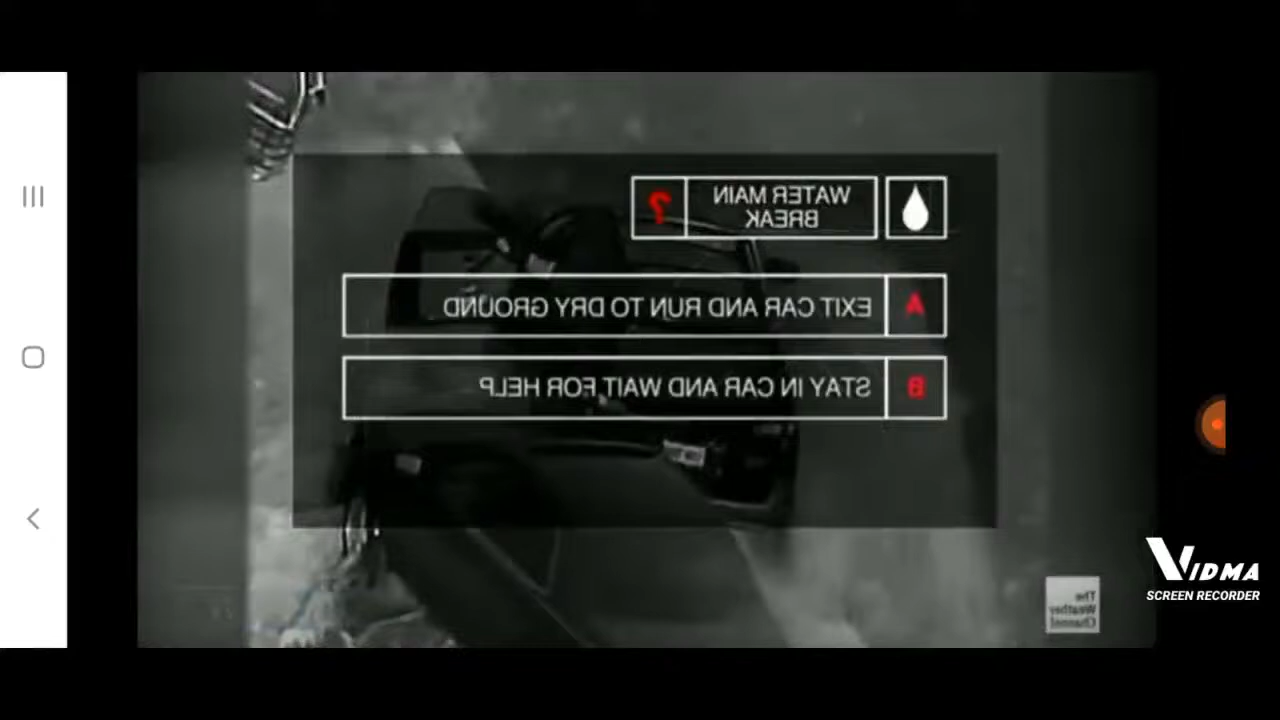 WATER MAIN
BREAK
?
A
EXIT CAR AND RUN TO DRY GROUND
B
STAY IN CAR AND WAIT FOR HELP
The
Weather
Channel
VIDMA
SCREEN RECORDER